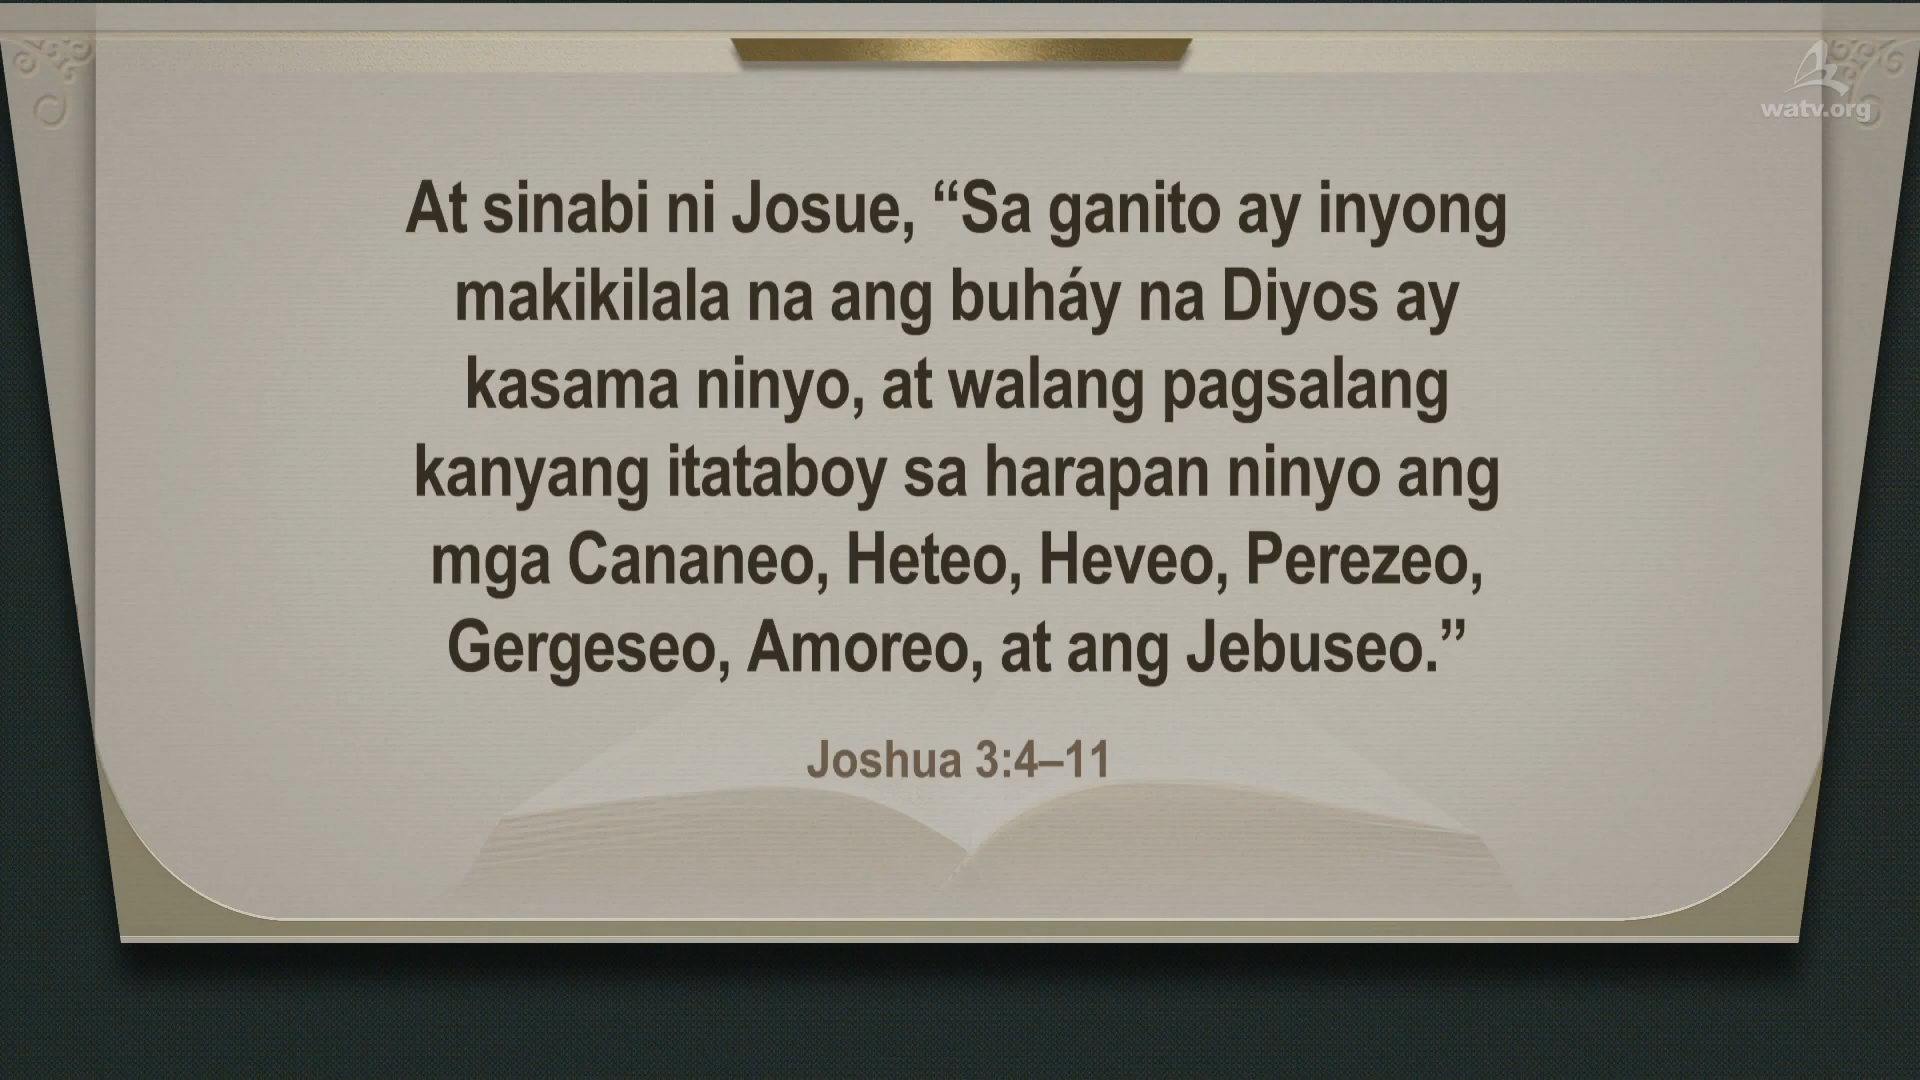 watv.org
At sinabi ni Josue, “Sa ganito ay inyong
makikilala na ang buháy na Diyos ay
kasama ninyo, at walang pagsalang
kanyang itataboy sa harapan ninyo ang
mga Cananeo, Heteo, Heveo, Perezeo,
Gergeseo, Amoreo, at ang Jebuseo.”
Joshua 3:4–11